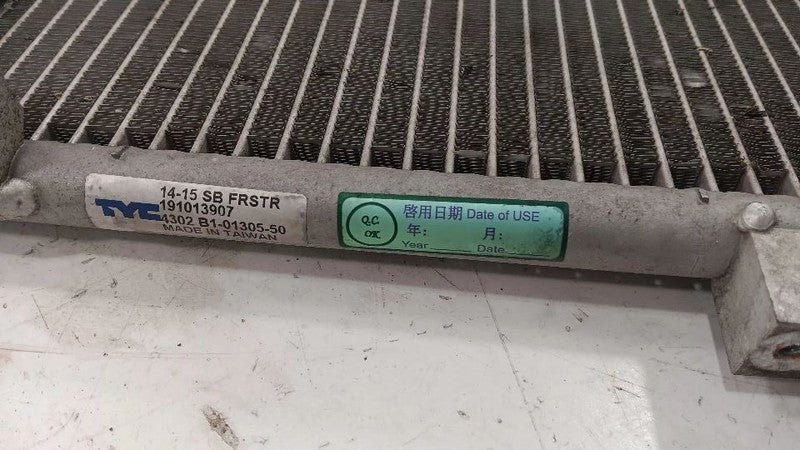 14-15 SB FRSTR
TYC 191013907
4302 B1-01305-50
MADE IN TAIWAN
Q.C.
OK
啓用日期 Date of USE
年: 月:
Year Date